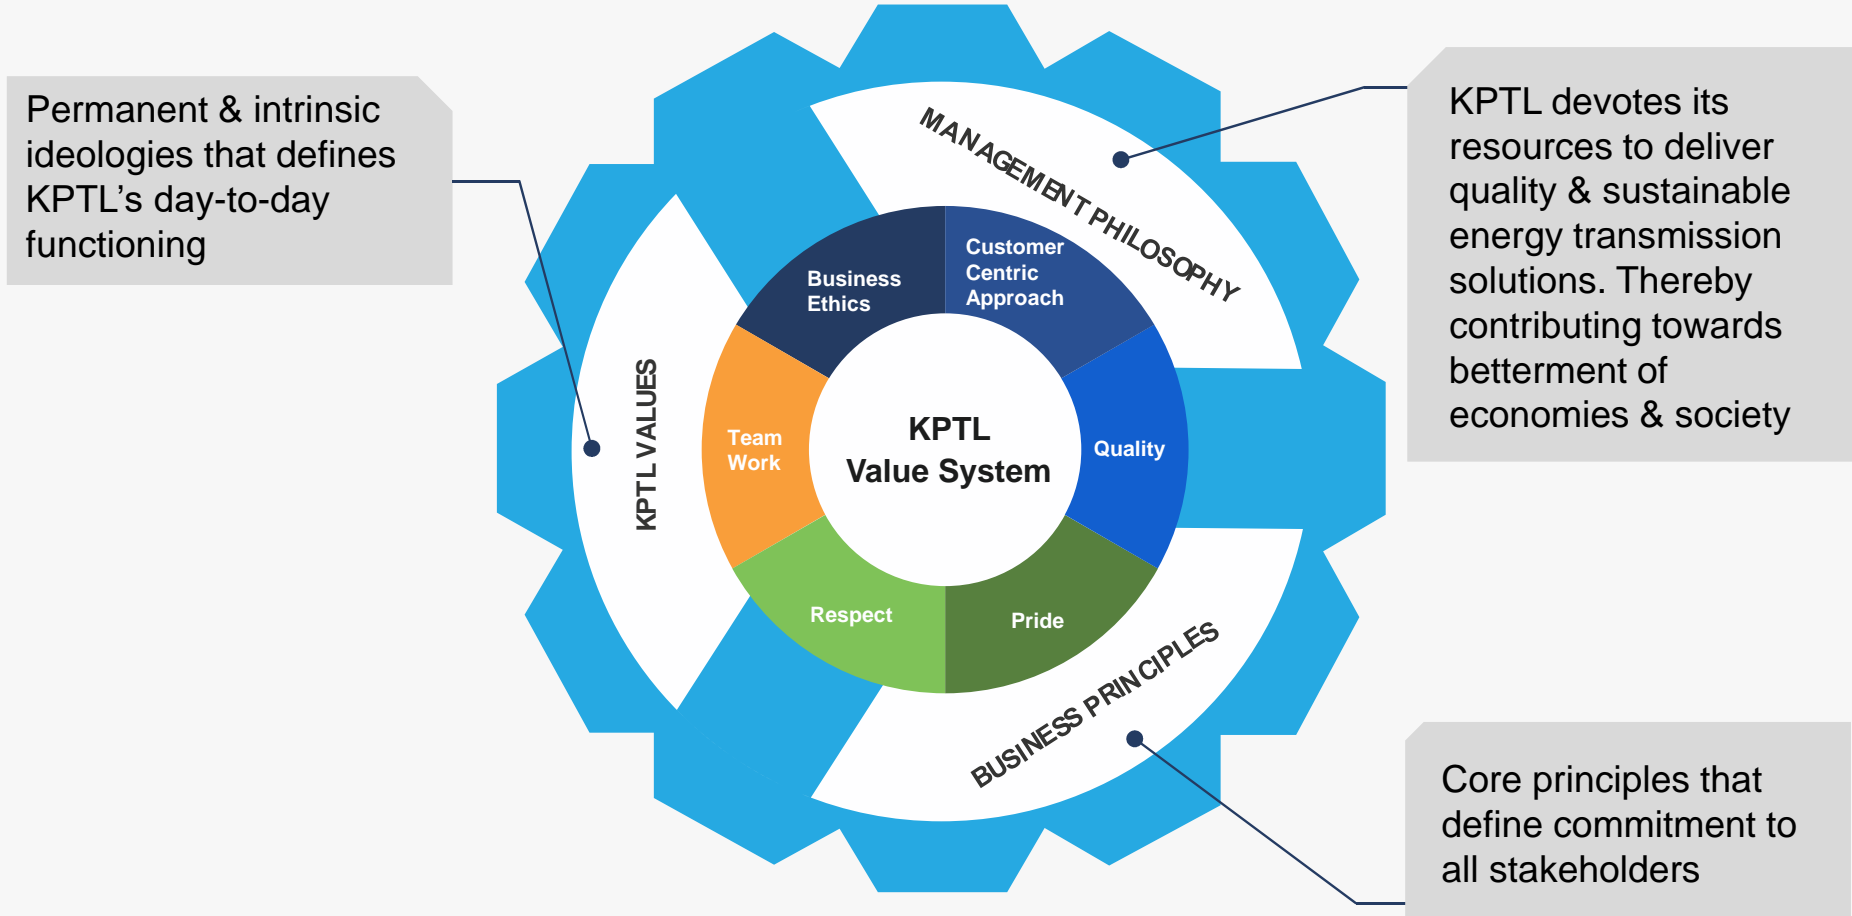 Permanent & intrinsic
ideologies that defines
KPTL’s day-to-day
functioning
MANAGEMENT PHILOSOPHY
KPTL devotes its
resources to deliver
quality & sustainable
energy transmission
solutions. Thereby
contributing towards
betterment of
economies & society
Business
Ethics
Customer
Centric
Approach
KPTL VALUES
Team
Work
KPTL
Value System
Quality
Respect
Pride
BUSINESS PRINCIPLES
Core principles that
define commitment to
all stakeholders